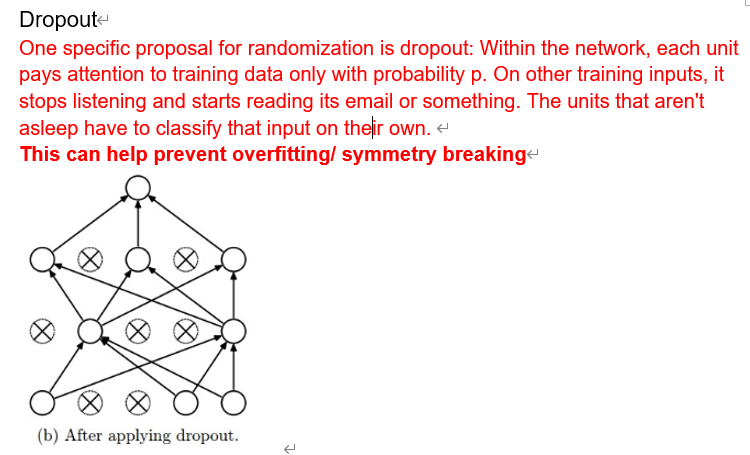 Dropout
One specific proposal for randomization is dropout: Within the network, each unit
pays attention to training data only with probability p. On other training inputs, it
stops listening and starts reading its email or something. The units that aren't
asleep have to classify that input on their own.
This can help prevent overfitting/ symmetry breaking
(b) After applying dropout.